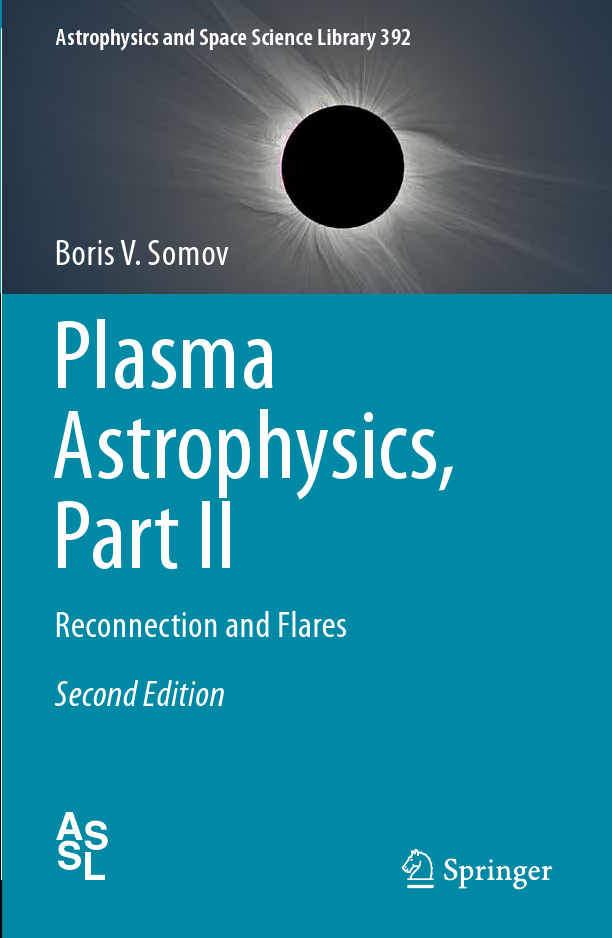 Astrophysics and Space Science Library 392
Boris V. Somov
Plasma
Astrophysics,
Part II
Reconnection and Flares
Second Edition
AS
SL
Springer